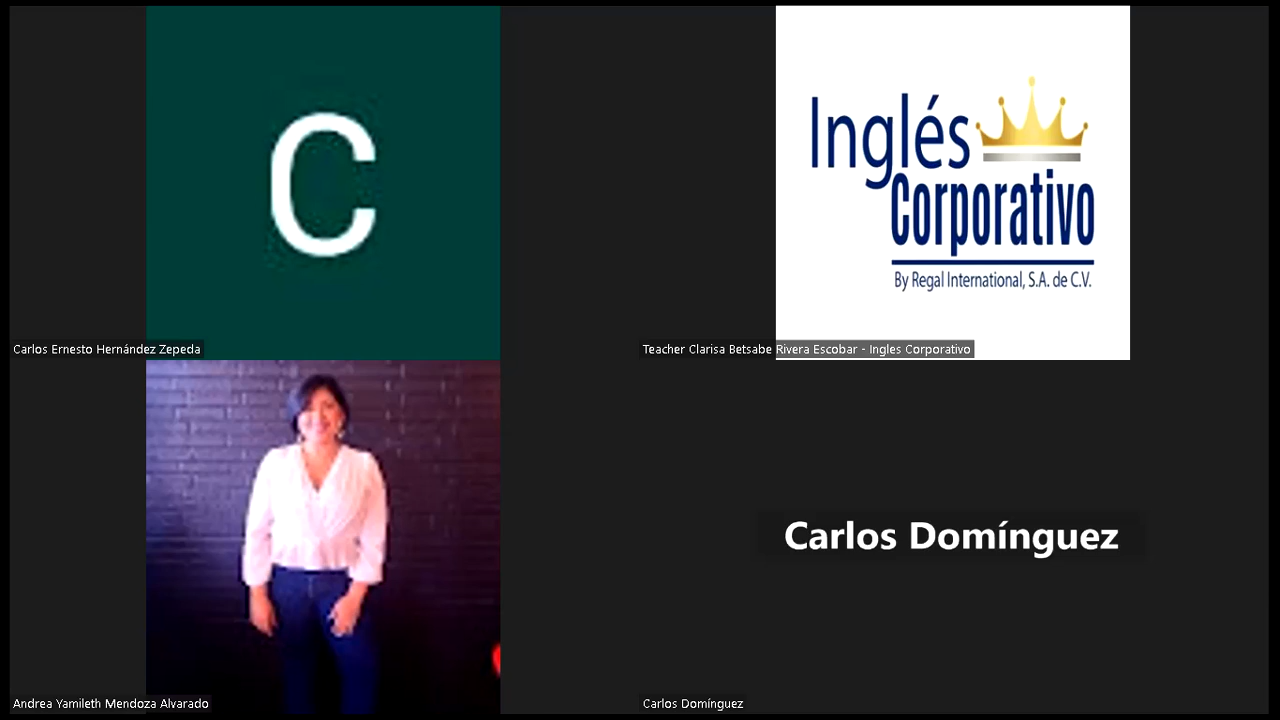 C
Inglés
Corporativo
By Regal International, S.A. de C.V.
Carlos Ernesto Hernández Zepeda
Teacher Clarisa Betsabe Rivera Escobar - Ingles Corporativo
Carlos Domínguez
Andrea Yamileth Mendoza Alvarado
Carlos Domínguez